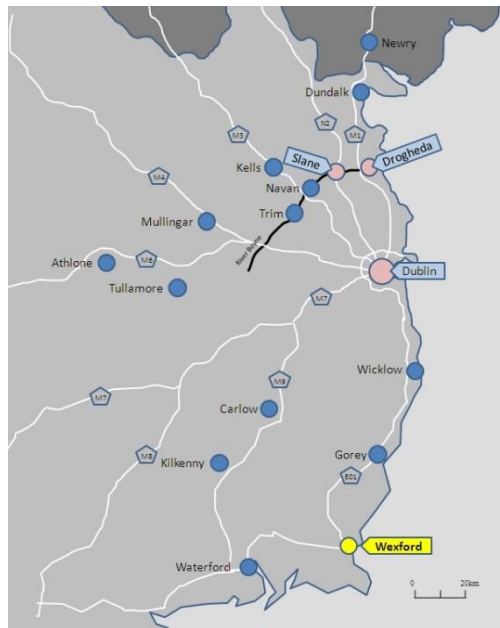 Newry
Dundalk
N2
M1
M3
Slane
Drogheda
Kells
Navan
M4
Trim
Mullingar
River Boyne
Athlone
M6
Tullamore
Dublin
M7
Wicklow
M9
M7
Carlow
M8
Gorey
Kilkenny
E01
Wexford
Waterford
0 20km